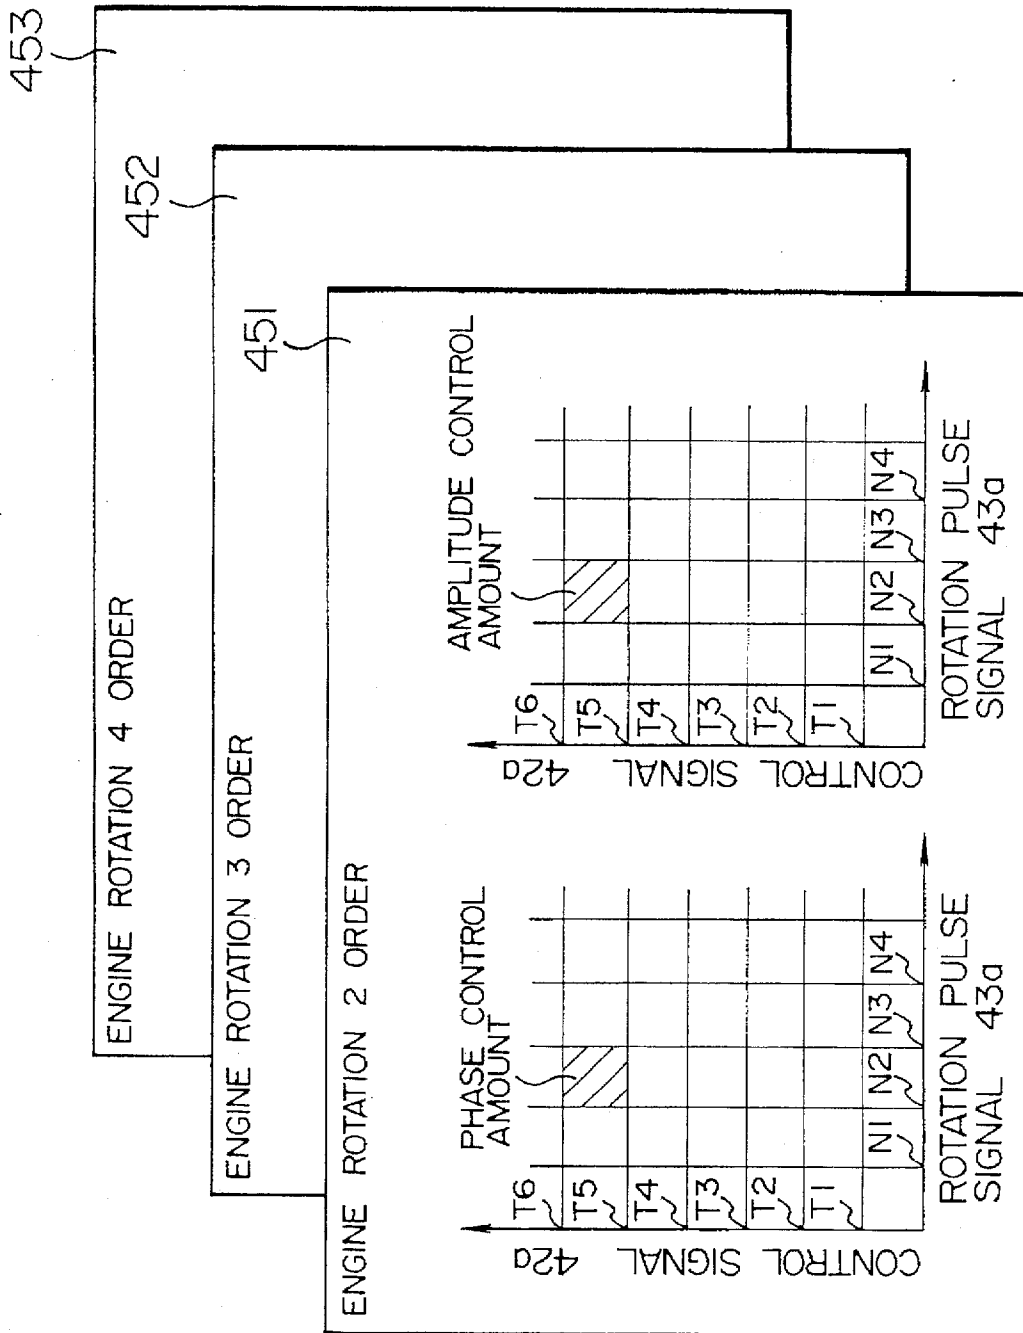 453
ENGINE ROTATION 4 ORDER
452
ENGINE ROTATION 3 ORDER
451
ENGINE ROTATION 2 ORDER
PHASE CONTROL
AMOUNT
CONTROL SIGNAL 42a
T6
T5
T4
T3
T2
T1
N1 N2 N3 N4
ROTATION PULSE
SIGNAL 43a
AMPLITUDE CONTROL
AMOUNT
CONTROL SIGNAL 42a
T6
T5
T4
T3
T2
T1
N1 N2 N3 N4
ROTATION PULSE
SIGNAL 43a